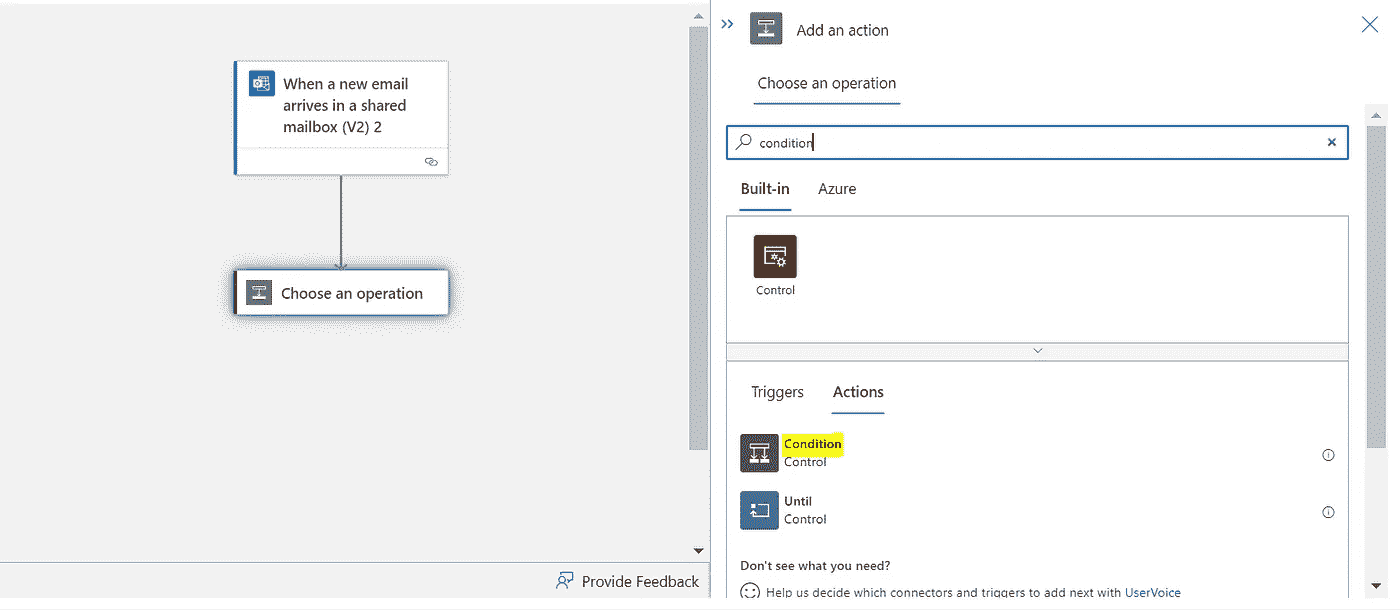 When a new email
arrives in a shared
mailbox (V2) 2
Choose an operation
Provide Feedback
Add an action
Choose an operation
condition
Built-in Azure
Control
Triggers Actions
Condition
Control
Until
Control
Don't see what you need?
Help us decide which connectors and triggers to add next with UserVoice